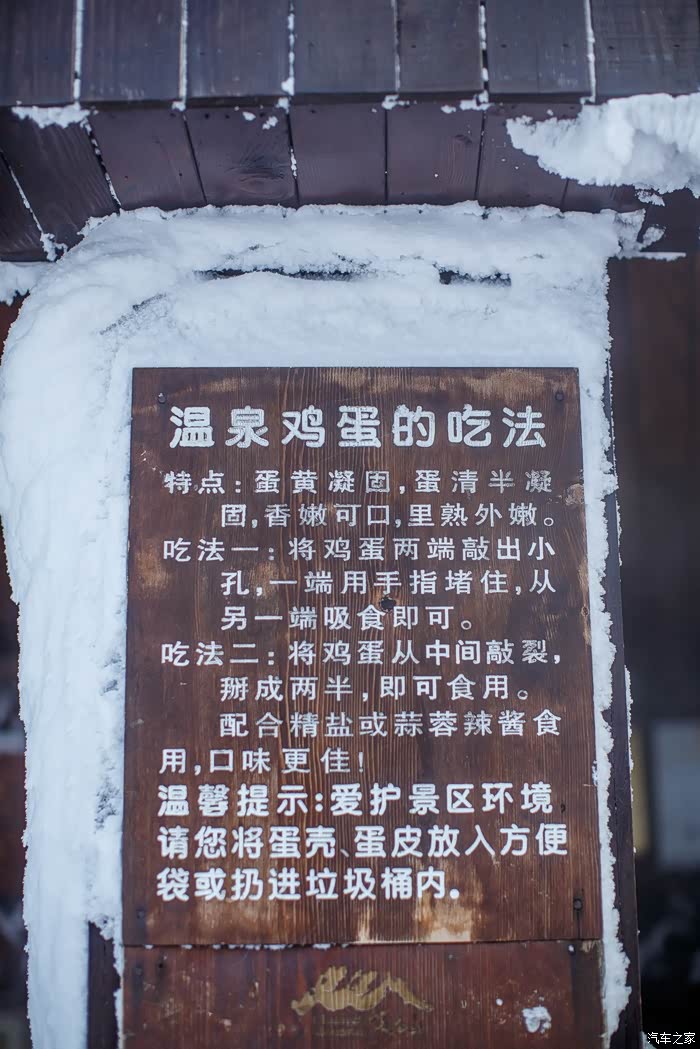 温泉鸡蛋的吃法
特点:蛋黄凝固,蛋清半凝
固,香嫩可口,里熟外嫩。
吃法一:将鸡蛋两端敲出小
孔,一端用手指堵住,从
另一端吸食即可。
吃法二:将鸡蛋从中间敲裂,
掰成两半,即可食用。
配合精盐或蒜蓉辣酱食
用,口味更佳!
温馨提示:爱护景区环境
请您将蛋壳、蛋皮放入方便
袋或扔进垃圾桶内.
汽车之家